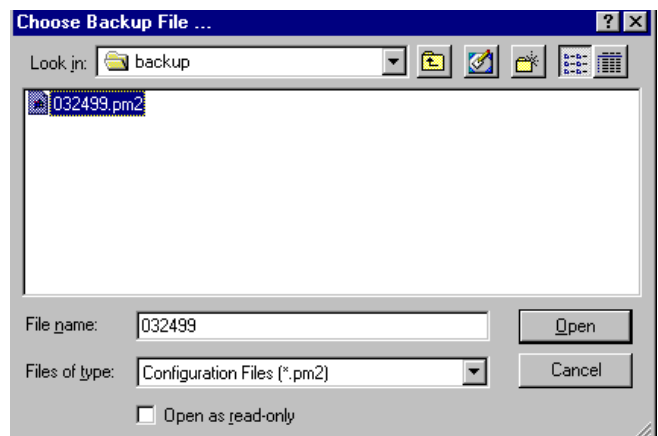 Choose Backup File ...
Look in: backup
032499.pm2
File name: 032499 Open
Files of type: Configuration Files (*.pm2) Cancel
Open as read-only